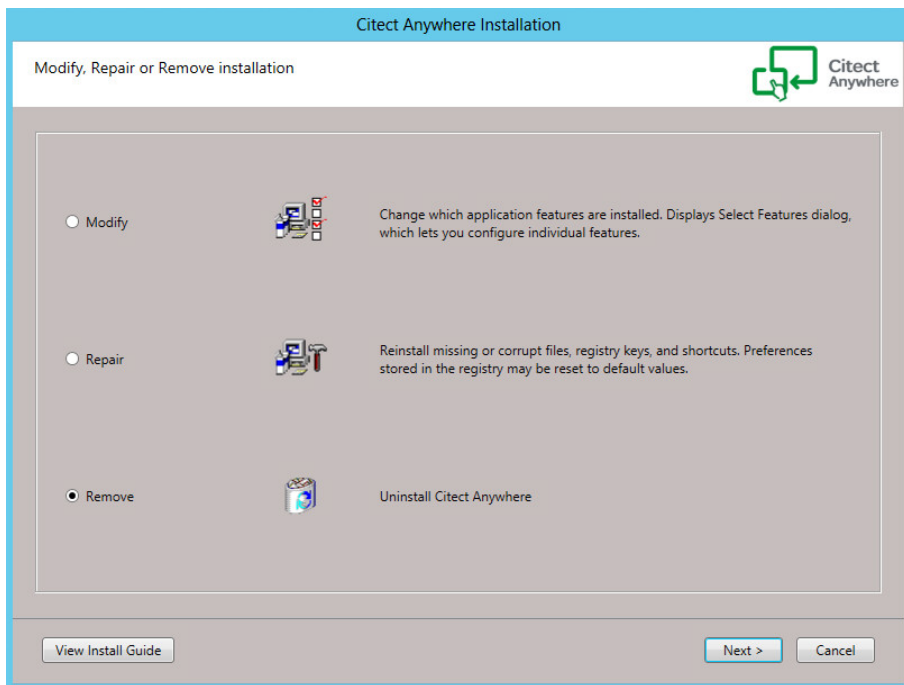 Citect Anywhere Installation
Modify, Repair or Remove installation
Citect
Anywhere
Modify
Change which application features are installed. Displays Select Features dialog,
which lets you configure individual features.
Repair
Reinstall missing or corrupt files, registry keys, and shortcuts. Preferences
stored in the registry may be reset to default values.
Remove
Uninstall Citect Anywhere
View Install Guide
Next >
Cancel